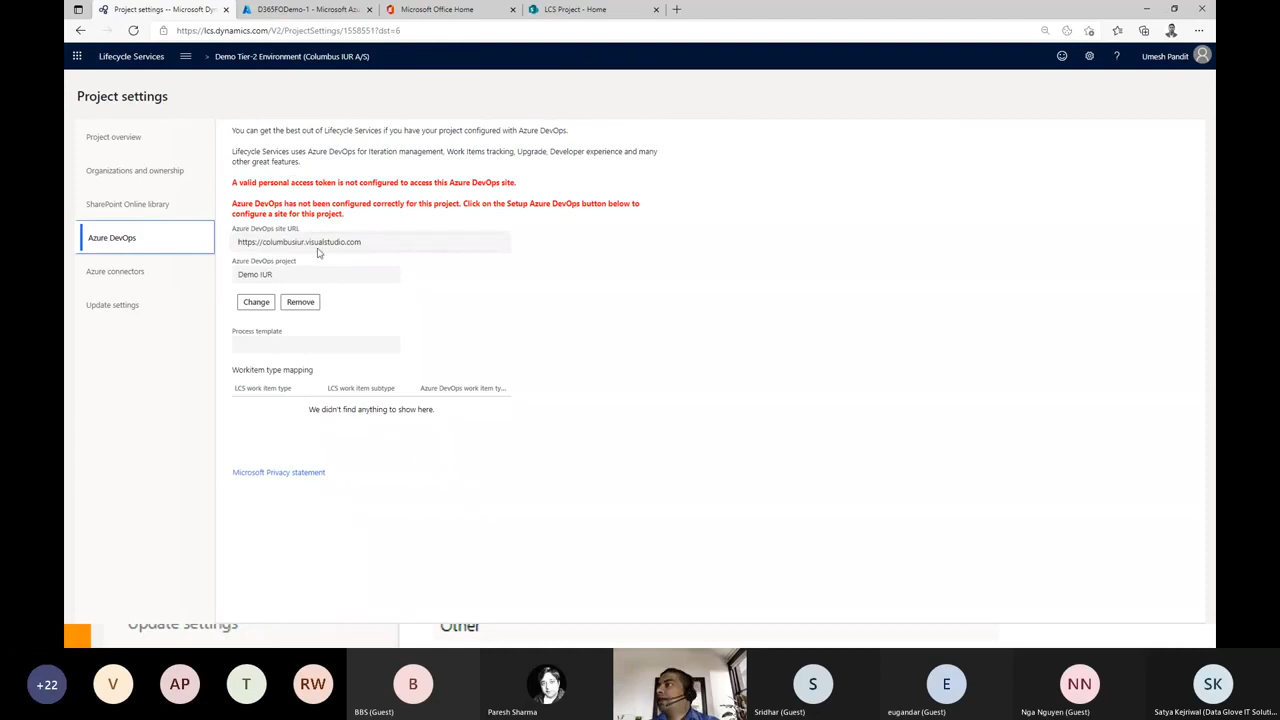 Project settings -- Microsoft Dyn
D365FODemo-1 - Microsoft Azu
Microsoft Office Home
LCS Project - Home
https://lcs.dynamics.com/V2/ProjectSettings/1558551?dst=6
Lifecycle Services
> Demo Tier-2 Environment (Columbus IUR A/S)
Umesh Pandit
Project settings
Project overview
Organizations and ownership
SharePoint Online library
Azure DevOps
Azure connectors
Update settings
You can get the best out of Lifecycle Services if you have your project configured with Azure DevOps.
Lifecycle Services uses Azure DevOps for Iteration management, Work Items tracking, Upgrade, Developer experience and many
other great features.
A valid personal access token is not configured to access this Azure DevOps site.
Azure DevOps has not been configured correctly for this project. Click on the Setup Azure DevOps button below to
configure a site for this project.
Azure DevOps site URL
https://columbusiur.visualstudio.com
Azure DevOps project
Demo IUR
Change Remove
Process template
Workitem type mapping
LCS work item type LCS work item subtype Azure DevOps work item ty...
We didn't find anything to show here.
Microsoft Privacy statement
Update settings
Other
+22
V
AP
T
RW
B
BBS (Guest)
Paresh Sharma
S
Sridhar (Guest)
E
eugandar (Guest)
NN
Nga Nguyen (Guest)
SK
Satya Kejriwal (Data Glove IT Soluti...